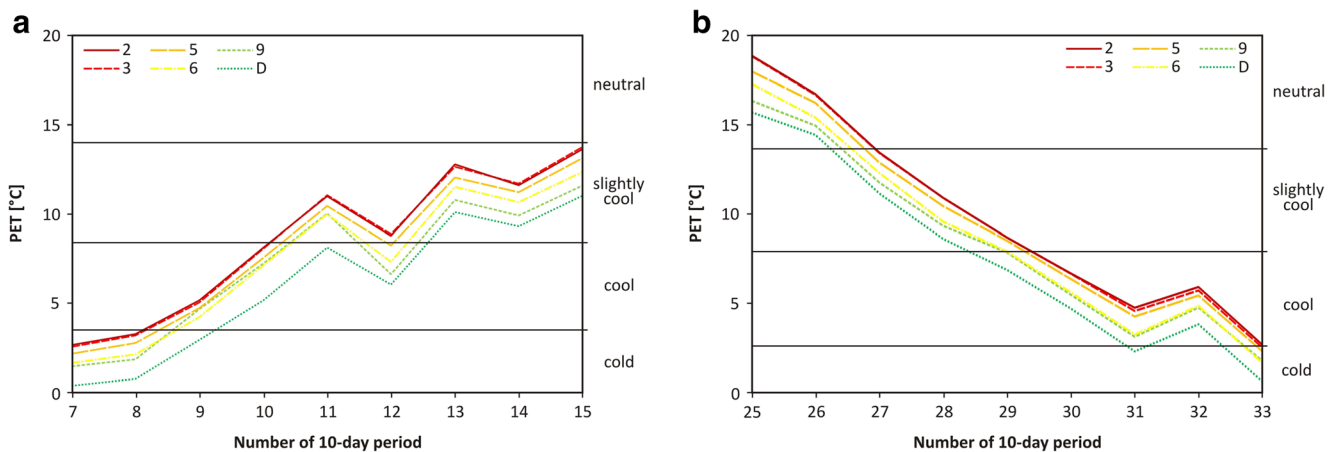 a
20
15
10
5
0
PET [°C]
2 5 9
3 6 D
neutral
slightly
cool
cool
cold
7 8 9 10 11 12 13 14 15
Number of 10-day period
b
20
15
10
5
0
PET [°C]
2 5 9
3 6 D
neutral
slightly
cool
cool
cold
25 26 27 28 29 30 31 32 33
Number of 10-day period